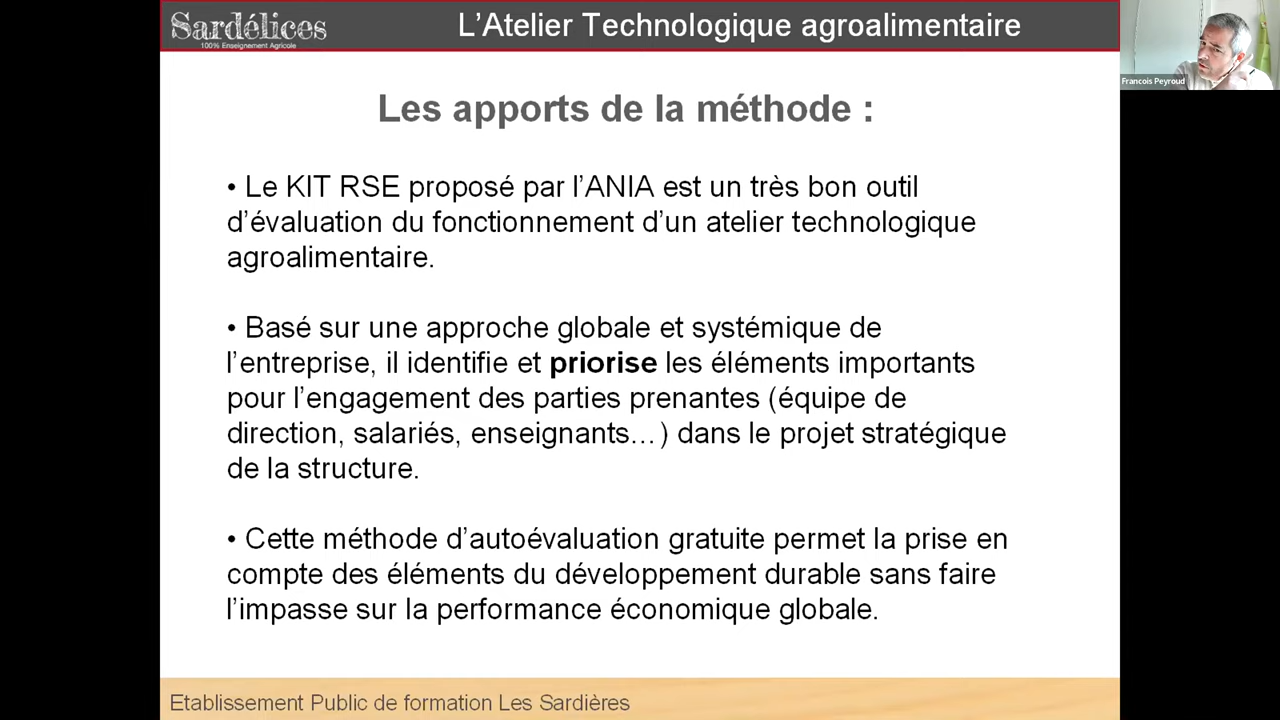 Sardélices
100% Enseignement Agricole
L'Atelier Technologique agroalimentaire
Francois Peyroud
Les apports de la méthode :
• Le KIT RSE proposé par l'ANIA est un très bon outil
d'évaluation du fonctionnement d'un atelier technologique
agroalimentaire.
• Basé sur une approche globale et systémique de
l'entreprise, il identifie et priorise les éléments importants
pour l'engagement des parties prenantes (équipe de
direction, salariés, enseignants…) dans le projet stratégique
de la structure.
• Cette méthode d'autoévaluation gratuite permet la prise en
compte des éléments du développement durable sans faire
l'impasse sur la performance économique globale.
Etablissement Public de formation Les Sardières